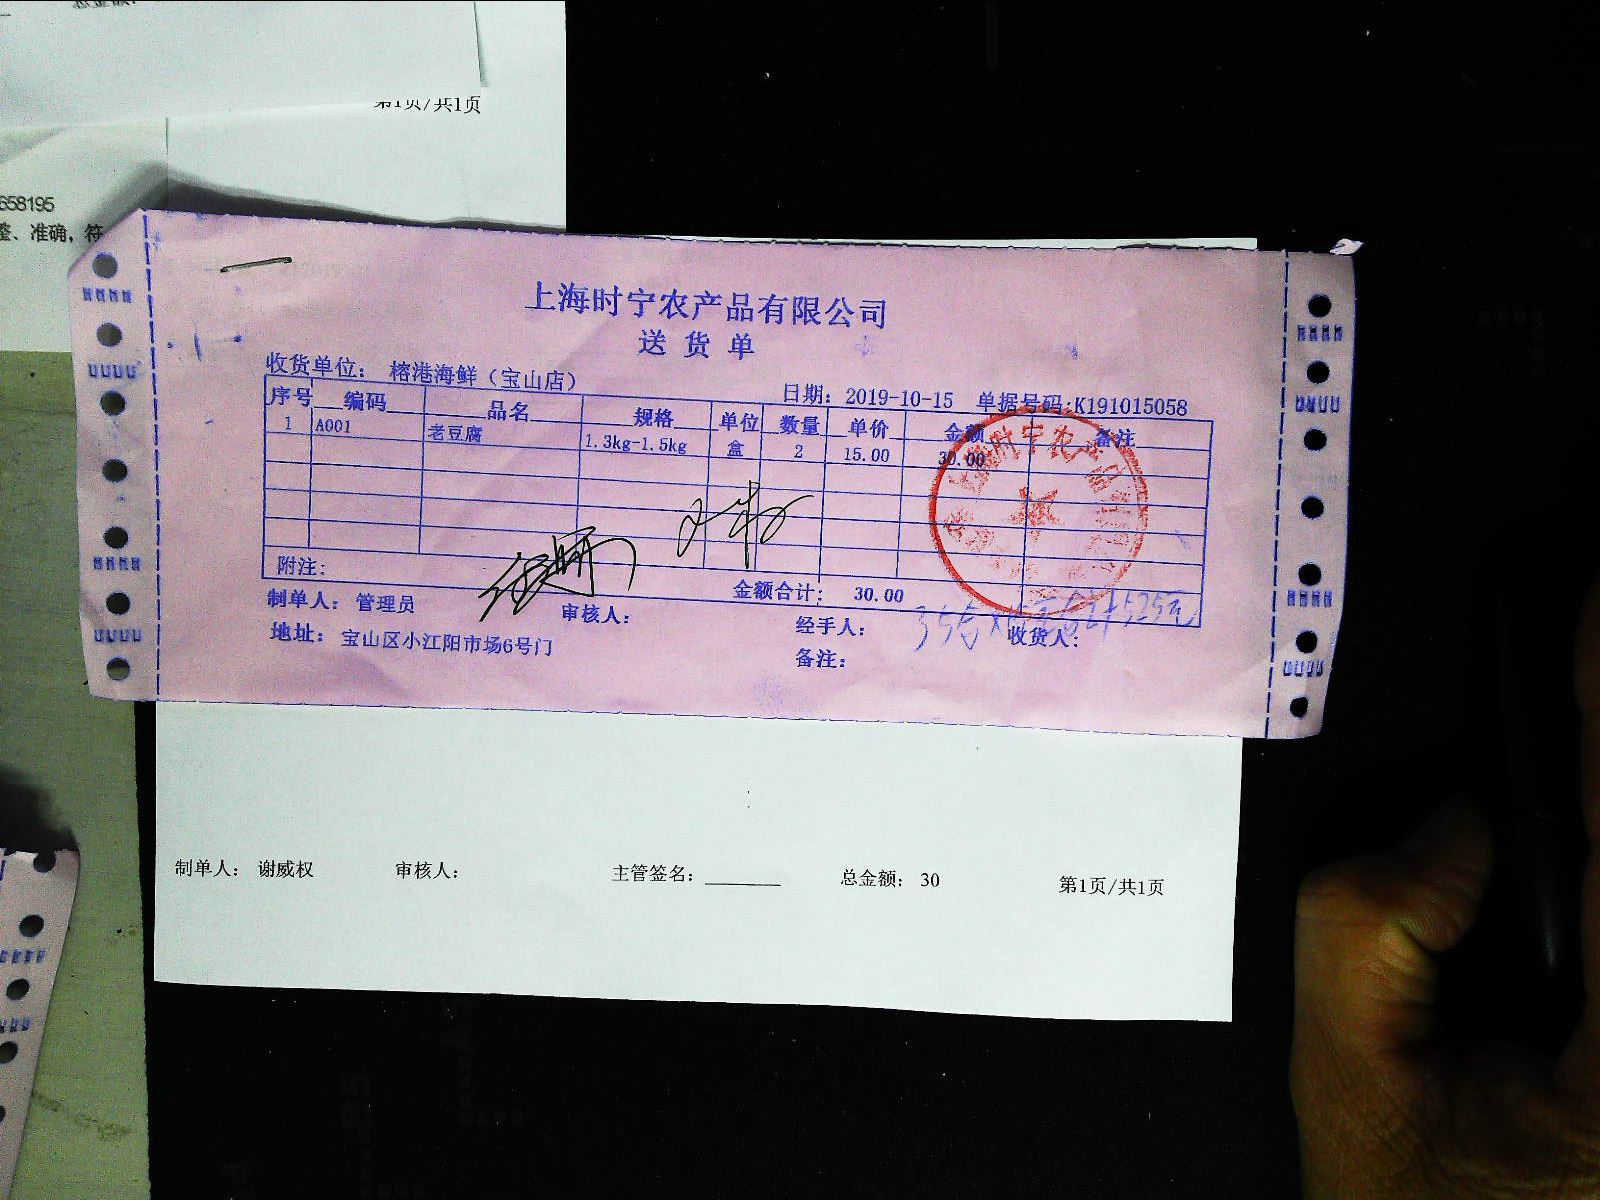 第1页/共1页
658195
整、准确，符
上海时宁农产品有限公司
送货单
收货单位： 榕港海鲜（宝山店） 日期：2019-10-15 单据号码:K191015058
序号 编码 品名 规格 单位 数量 单价 金额 备注
1 A001 老豆腐 1.3kg-1.5kg 盒 2 15.00 30.00
附注： 金额合计： 30.00
制单人：管理员 审核人： 经手人： 收货人：
地址：宝山区小江阳市场6号门 备注：
制单人： 谢威权 审核人： 主管签名：________ 总金额： 30 第1页/共1页